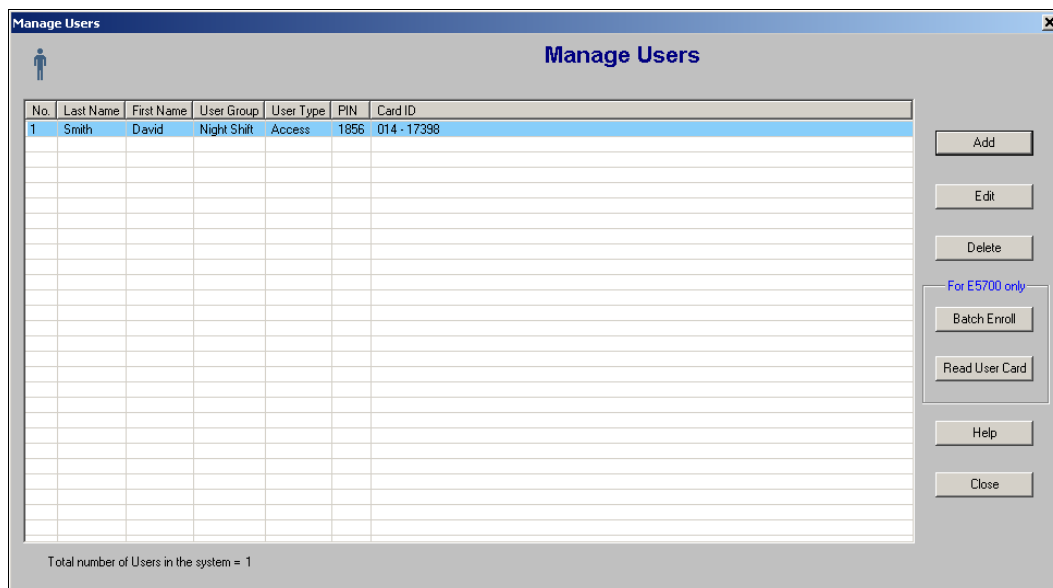 Manage Users
Manage Users
No. Last Name First Name User Group User Type PIN Card ID
1 Smith David Night Shift Access 1856 014 - 17398
Add
Edit
Delete
For E5700 only
Batch Enroll
Read User Card
Help
Close
Total number of Users in the system = 1